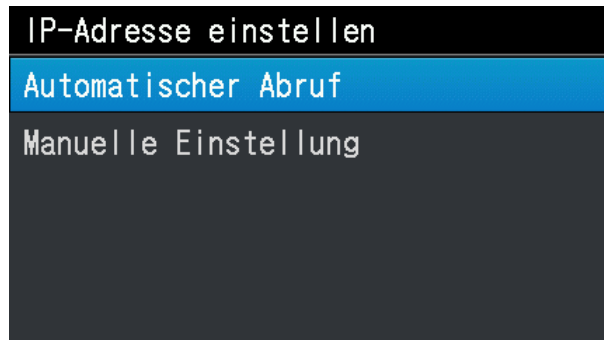 IP-Adresse einstellen
Automatischer Abruf
Manuelle Einstellung